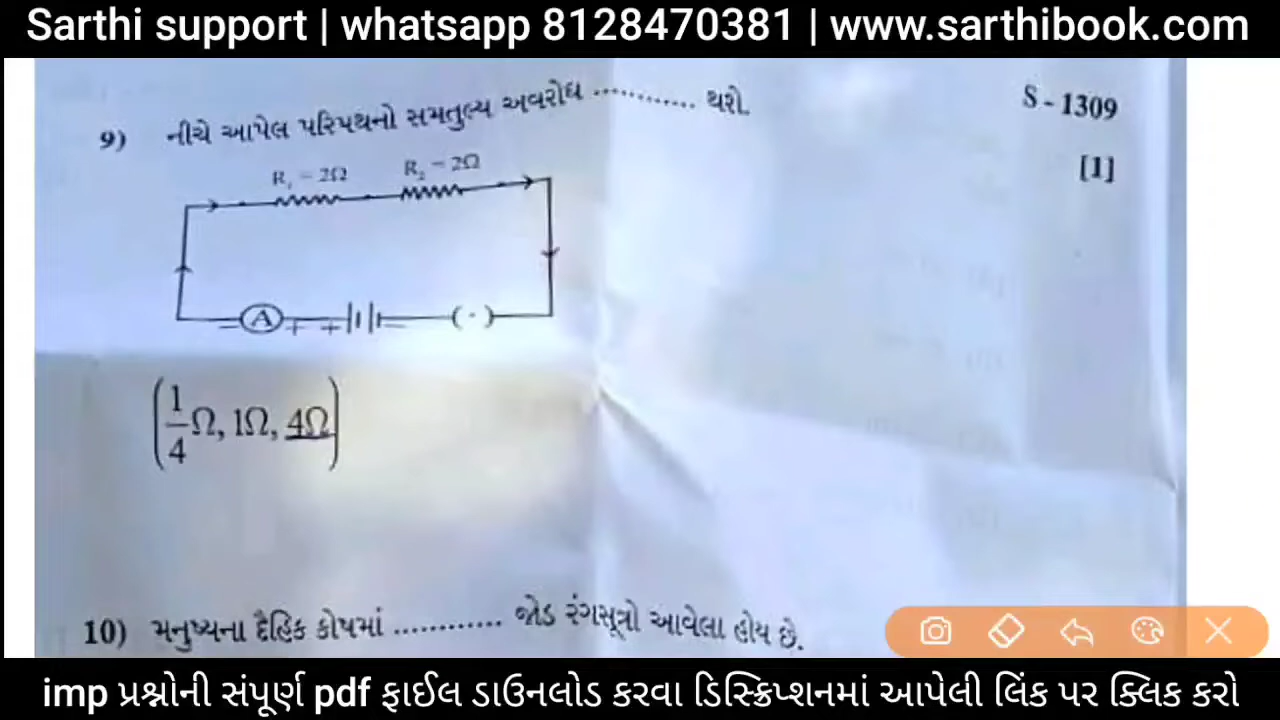 Sarthi support | whatsapp 8128470381 | www.sarthibook.com
S - 1309
9) નીચે આપેલ પરિપથનો સમતુલ્ય અવરોધ ............ થશે. [1]
R₁ = 2Ω R₂ = 2Ω
− A + + − ( · )
(1/4 Ω, 1Ω, 4Ω)
10) મનુષ્યના દૈહિક કોષમાં ............ જોડ રંગસૂત્રો આવેલા હોય છે.
imp પ્રશ્નોની સંપૂર્ણ pdf ફાઈલ ડાઉનલોડ કરવા ડિસ્ક્રિપ્શનમાં આપેલી લિંક પર ક્લિક કરો